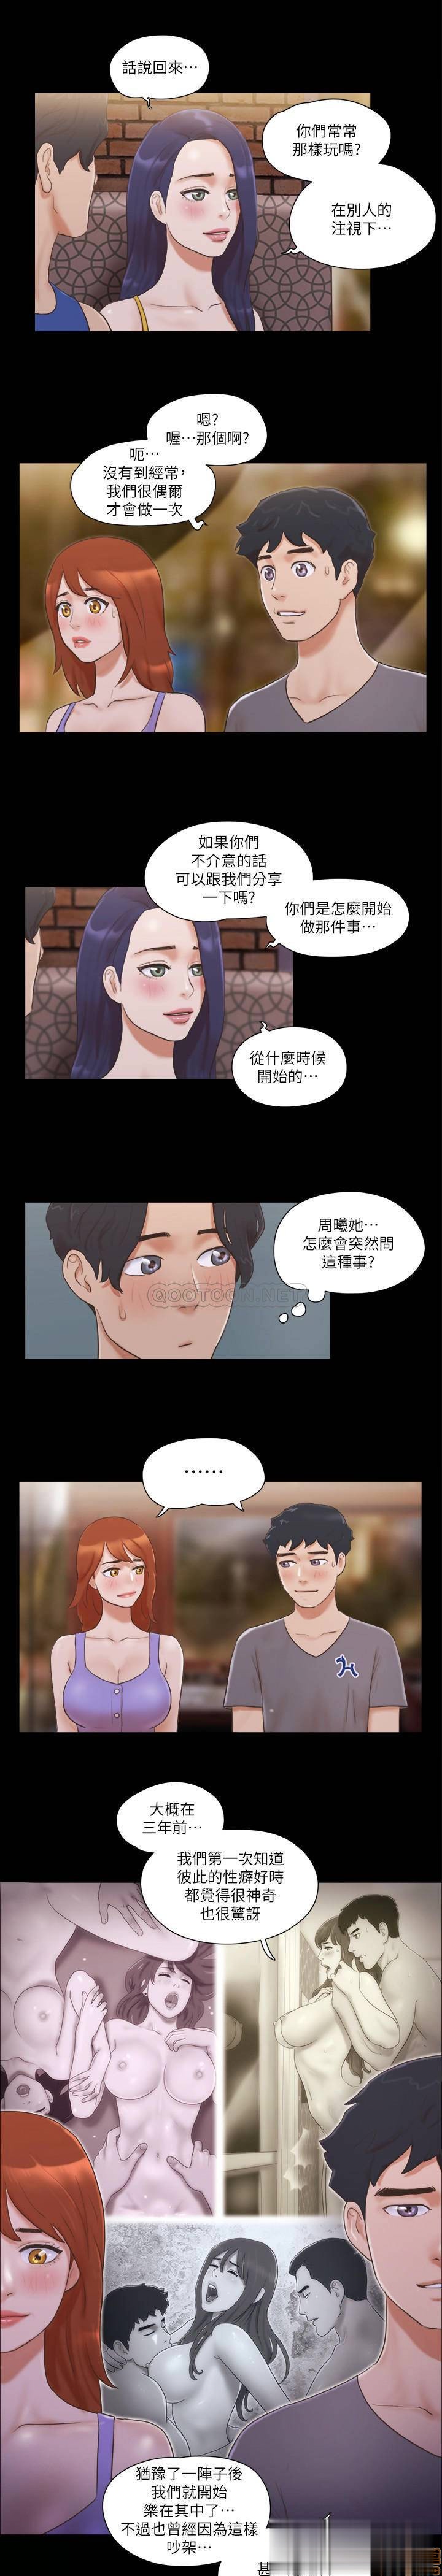 話說回來…
你們常常
那樣玩嗎?
在別人的
注視下…
嗯?
喔…那個啊?
呃…
沒有到經常,
我們很偶爾
才會做一次
如果你們
不介意的話
可以跟我們分享
一下嗎?
你們是怎麼開始
做那件事…
從什麼時候
開始的…
周曦她…
怎麼會突然問
這種事?
QOOTOON.NET
……
大概在
三年前…
我們第一次知道
彼此的性癖好時
都覺得很神奇
也很驚訝
猶豫了一陣子後
我們就開始
樂在其中了…
不過也曾經因為這樣
吵架…
甚